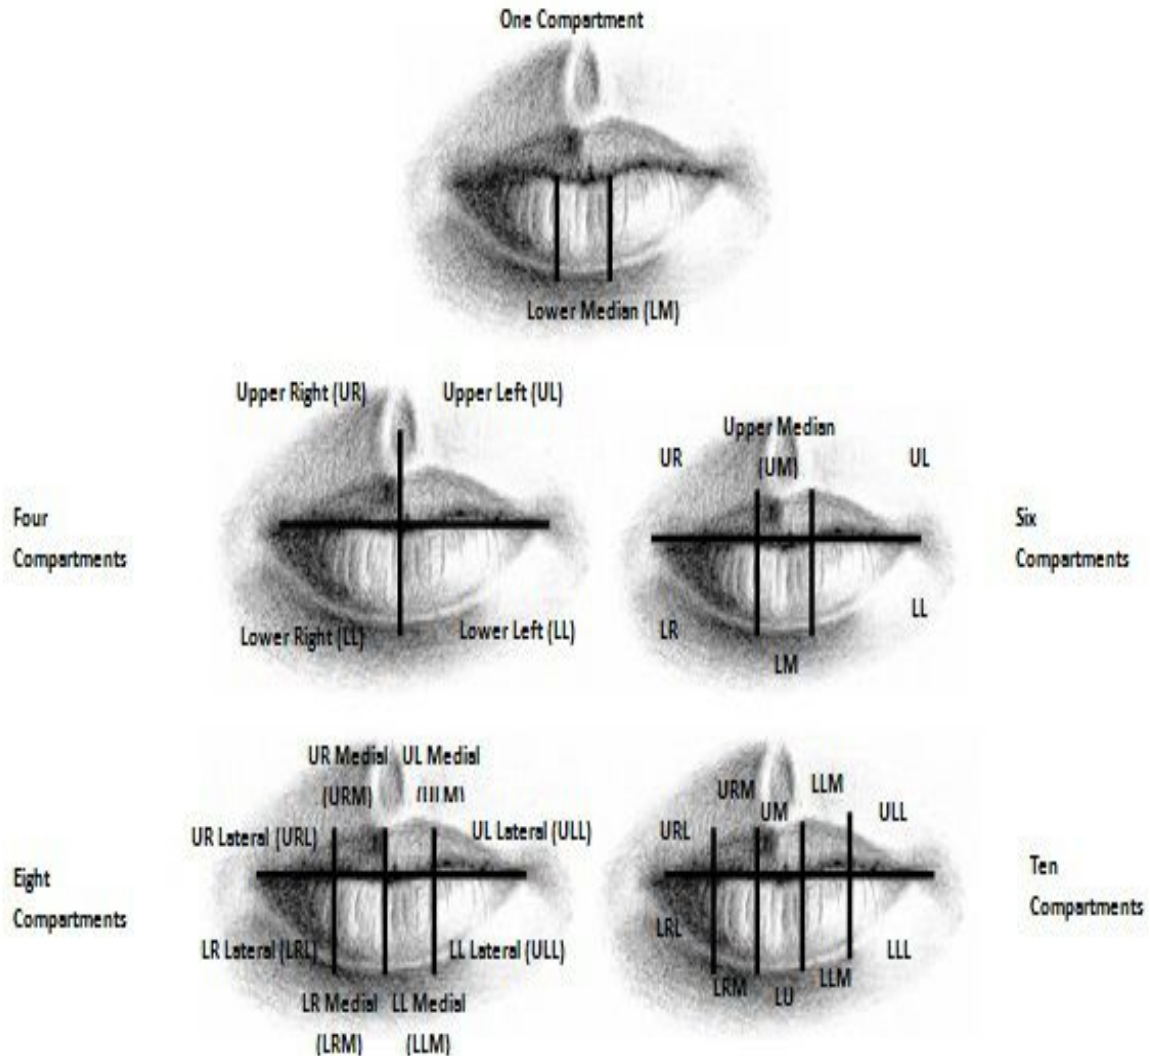 One Compartment
Lower Median (LM)
Upper Right (UR)
Upper Left (UL)
Four
Compartments
Lower Right (LL)
Lower Left (LL)
Upper Median
(UM)
UR
UL
Six
Compartments
LR
LL
LM
UR Medial
(URM)
UL Medial
UR Lateral (URL)
UL Lateral (ULL)
Eight
Compartments
LR Lateral (LRL)
LL Lateral (ULL)
LR Medial
(LRM)
LL Medial
(LLM)
URM
UM
LLM
URL
ULL
Ten
Compartments
LRL
LLL
LRM
LU
LLM